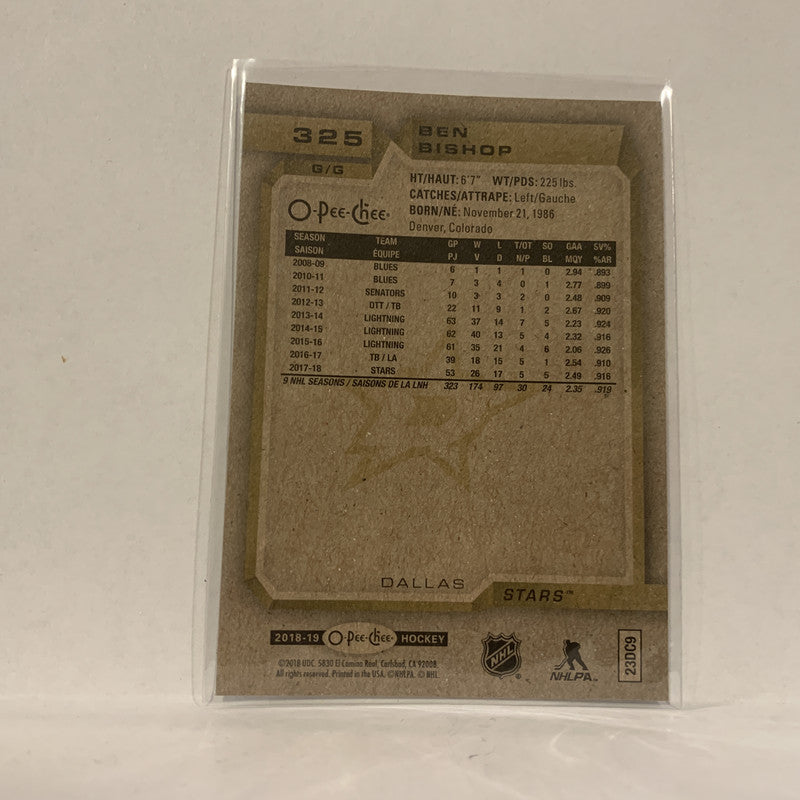 325
BEN
BISHOP
G/G
O-PEE-CHEE®
HT/HAUT: 6'7" WT/PDS: 225 lbs.
CATCHES/ATTRAPE: Left/Gauche
BORN/NÉ: November 21, 1986
Denver, Colorado
SEASON TEAM GP W L T/OT SO GAA SV%
SAISON ÉQUIPE PJ V D N/P BL MOY %AR
2008-09 BLUES 6 1 1 1 0 2.94 .893
2010-11 BLUES 7 3 4 0 1 2.77 .899
2011-12 SENATORS 10 3 3 2 0 2.48 .909
2012-13 OTT / TB 22 11 9 1 2 2.67 .920
2013-14 LIGHTNING 63 37 14 7 5 2.23 .924
2014-15 LIGHTNING 62 40 13 5 4 2.32 .916
2015-16 LIGHTNING 61 35 21 4 6 2.06 .926
2016-17 TB / LA 39 18 15 5 1 2.54 .910
2017-18 STARS 53 26 17 5 5 2.49 .916
9 NHL SEASONS / SAISONS DE LA LNH 323 174 97 30 24 2.35 .919
DALLAS
STARS™
2018-19 O-PEE-CHEE® HOCKEY
©2018 UDC. 5830 El Camino Real, Carlsbad, CA 92008.
All rights reserved. Printed in the USA. ©NHLPA. © NHL
NHL®
NHLPA™
23DC9